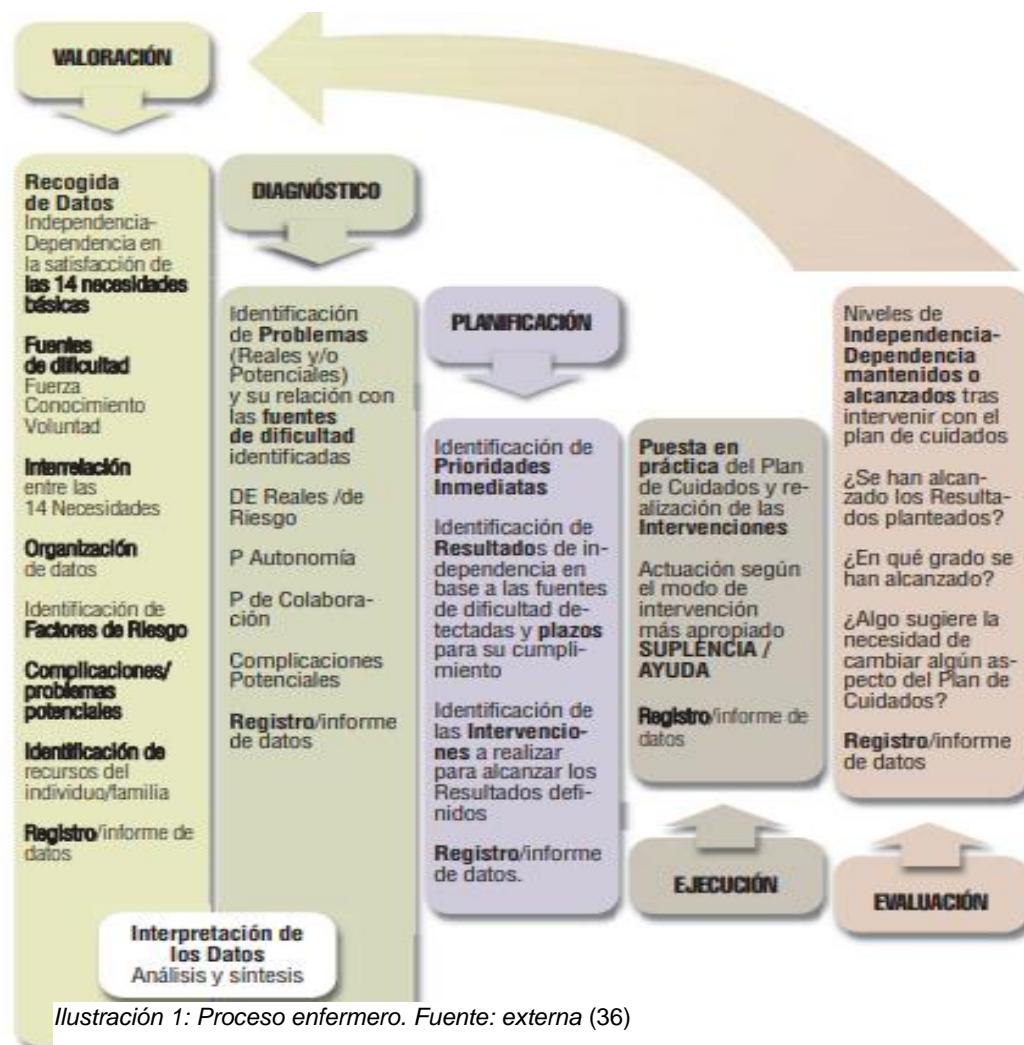 VALORACIÓN
Recogida
de Datos
Independencia-
Dependencia en
la satisfacción de
las 14 necesidades
básicas
Fuentes
de dificultad
Fuerza
Conocimiento
Voluntad
Interrelación
entre las
14 Necesidades
Organización
de datos
Identificación de
Factores de Riesgo
Complicaciones/
problemas
potenciales
Identificación de
recursos del
individuo/familia
Registro/informe de
datos
DIAGNÓSTICO
Identificación
de Problemas
(Reales y/o
Potenciales)
y su relación con
las fuentes
de dificultad
identificadas
DE Reales /de
Riesgo
P Autonomía
P de Colabora-
ción
Complicaciones
Potenciales
Registro/informe
de datos
Interpretación de
los Datos
Análisis y síntesis
PLANIFICACIÓN
Identificación de
Prioridades
Inmediatas
Identificación de
Resultados de in-
dependencia en
base a las fuentes
de dificultad de-
tectadas y plazos
para su cumpli-
miento
Identificación de
las Intervencio-
nes a realizar
para alcanzar los
Resultados defi-
nidos
Registro/informe
de datos.
Puesta en
práctica del Plan
de Cuidados y re-
alización de las
Intervenciones
Actuación según
el modo de
intervención
más apropiado
SUPLENCIA /
AYUDA
Registro/informe de
datos
EJECUCIÓN
Niveles de
Independencia-
Dependencia
mantenidos o
alcanzados tras
intervenir con el
plan de cuidados
¿Se han alcan-
zado los Resulta-
dos planteados?
¿En qué grado se
han alcanzado?
¿Algo sugiere la
necesidad de
cambiar algún as-
pecto del Plan de
Cuidados?
Registro/informe
de datos
EVALUACIÓN
Ilustración 1: Proceso enfermero. Fuente: externa (36)